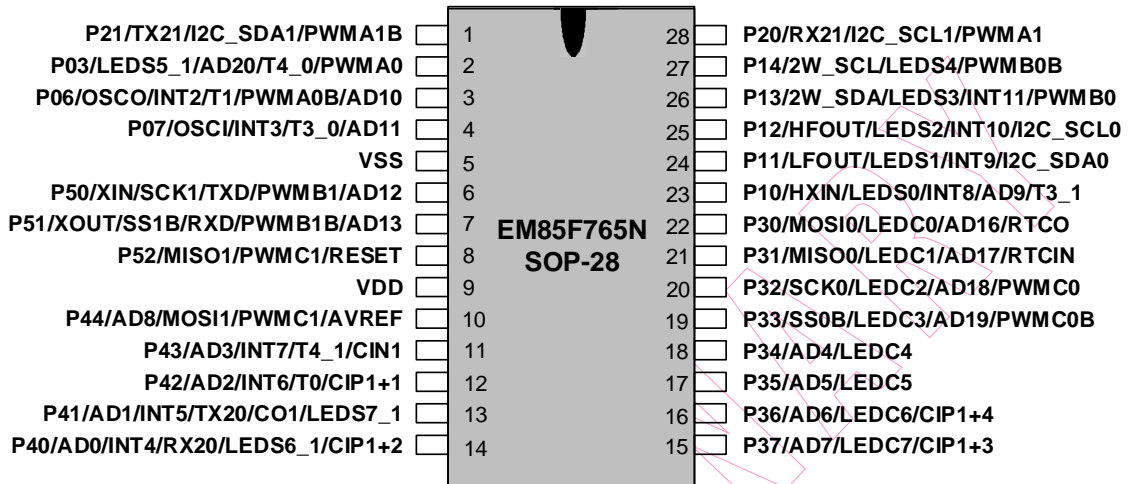 P21/TX21/I2C_SDA1/PWMA1B 1 28 P20/RX21/I2C_SCL1/PWMA1
P03/LEDS5_1/AD20/T4_0/PWMA0 2 27 P14/2W_SCL/LEDS4/PWMB0B
P06/OSCO/INT2/T1/PWMA0B/AD10 3 26 P13/2W_SDA/LEDS3/INT11/PWMB0
P07/OSCI/INT3/T3_0/AD11 4 25 P12/HFOUT/LEDS2/INT10/I2C_SCL0
VSS 5 24 P11/LFOUT/LEDS1/INT9/I2C_SDA0
P50/XIN/SCK1/TXD/PWMB1/AD12 6 23 P10/HXIN/LEDS0/INT8/AD9/T3_1
P51/XOUT/SS1B/RXD/PWMB1B/AD13 7 22 P30/MOSI0/LEDC0/AD16/RTCO
EM85F765N
P52/MISO1/PWMC1/RESET 8 21 P31/MISO0/LEDC1/AD17/RTCIN
SOP-28
VDD 9 20 P32/SCK0/LEDC2/AD18/PWMC0
P44/AD8/MOSI1/PWMC1/AVREF 10 19 P33/SS0B/LEDC3/AD19/PWMC0B
P43/AD3/INT7/T4_1/CIN1 11 18 P34/AD4/LEDC4
P42/AD2/INT6/T0/CIP1+1 12 17 P35/AD5/LEDC5
P41/AD1/INT5/TX20/CO1/LEDS7_1 13 16 P36/AD6/LEDC6/CIP1+4
P40/AD0/INT4/RX20/LEDS6_1/CIP1+2 14 15 P37/AD7/LEDC7/CIP1+3